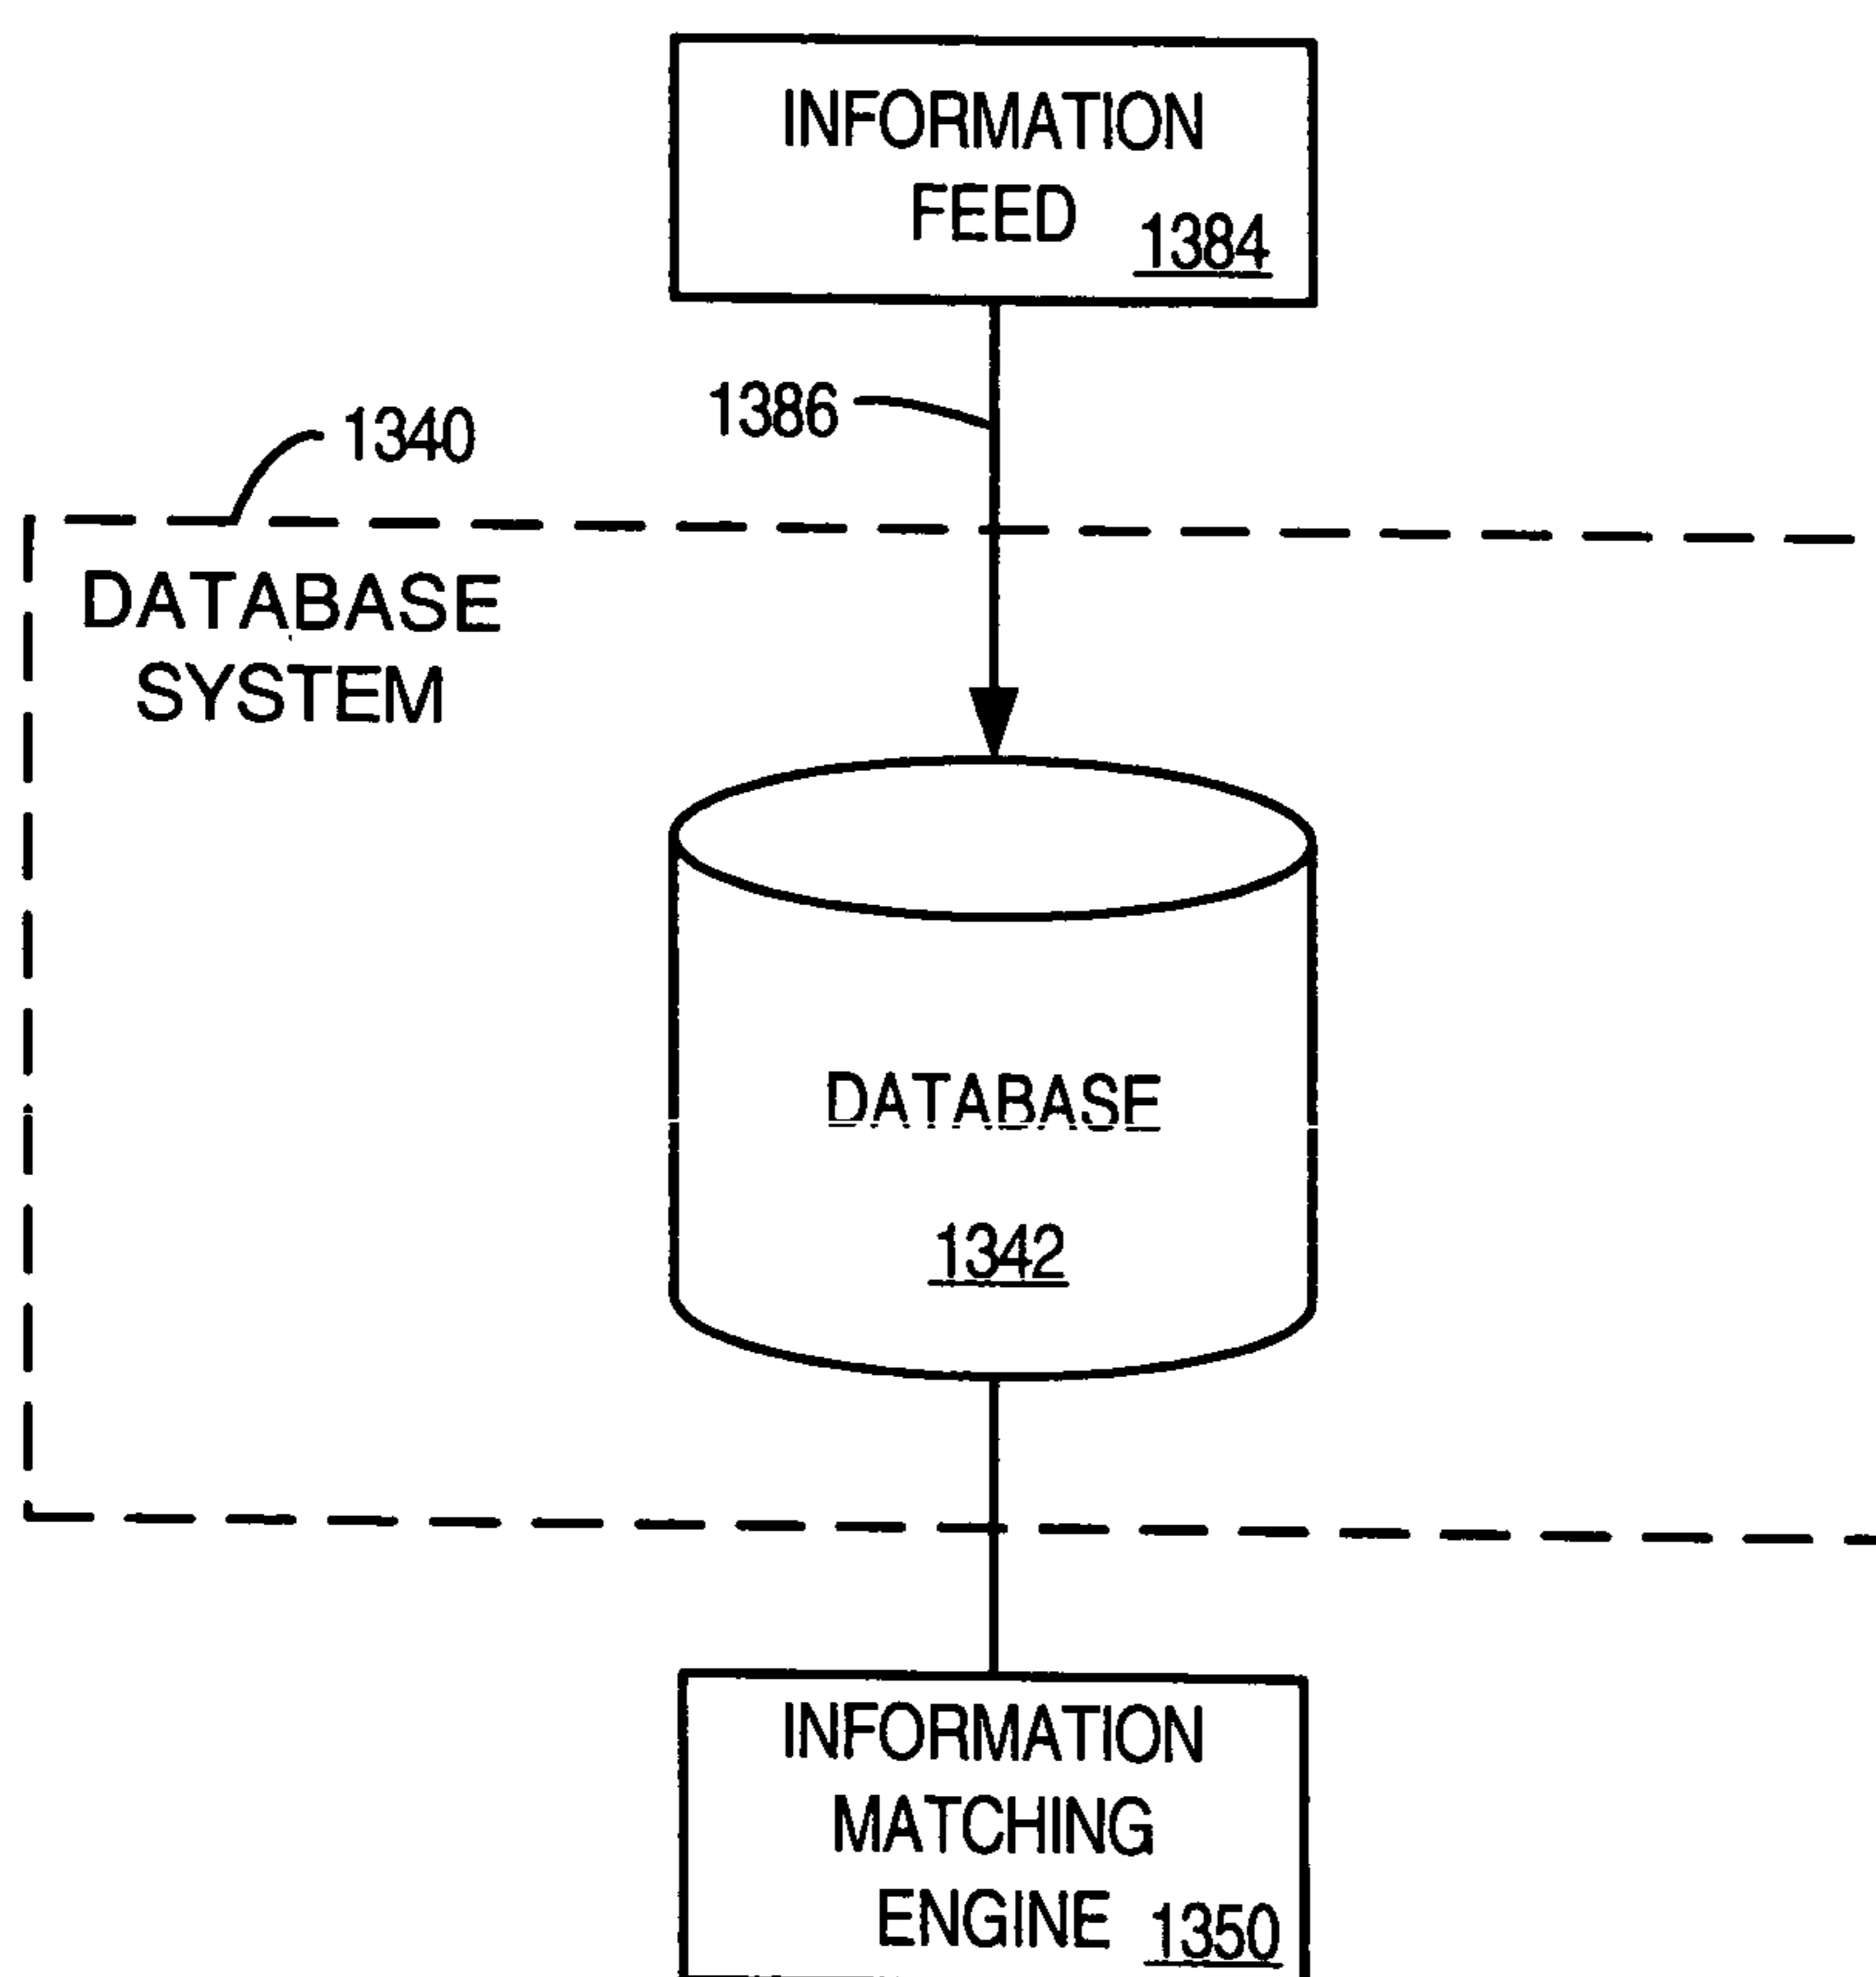 INFORMATION
FEED 1384
1386
1340
DATABASE
SYSTEM
DATABASE
1342
INFORMATION
MATCHING
ENGINE 1350